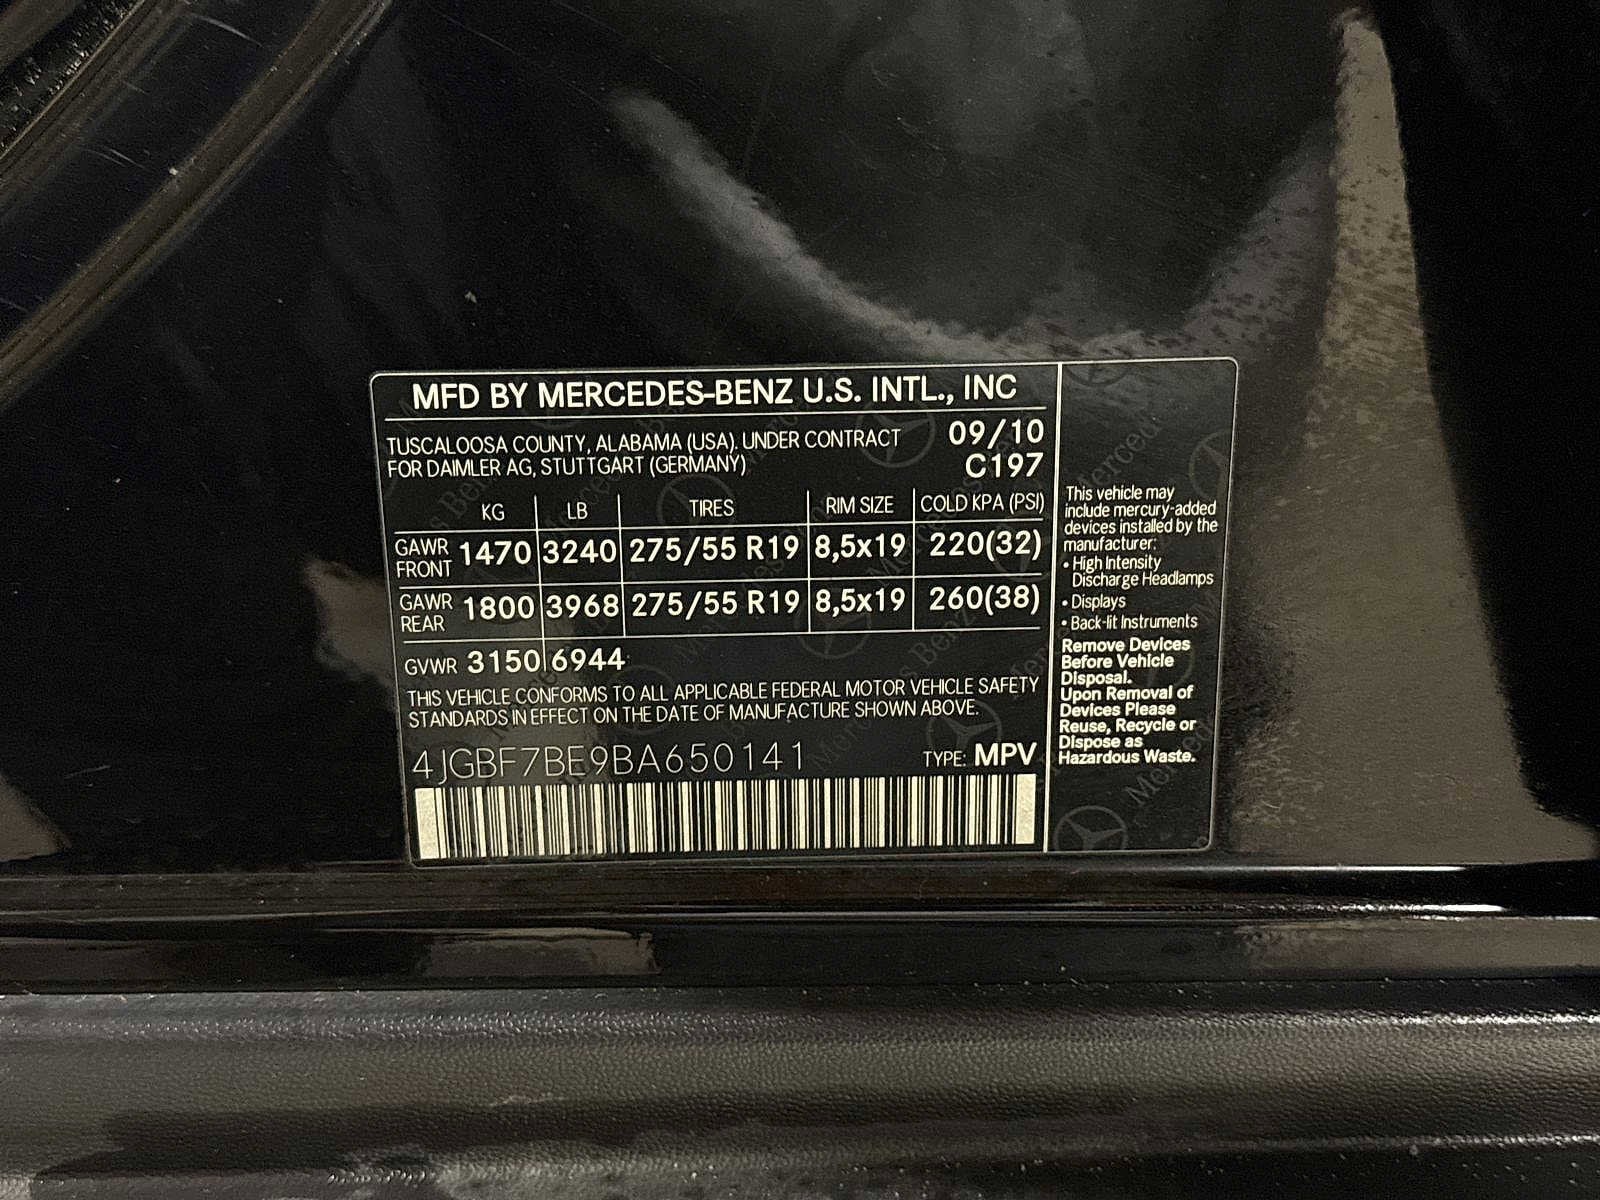 MFD BY MERCEDES-BENZ U.S. INTL., INC
TUSCALOOSA COUNTY, ALABAMA (USA), UNDER CONTRACT
FOR DAIMLER AG, STUTTGART (GERMANY)
09/10
C197
KG LB TIRES RIM SIZE COLD KPA (PSI)
GAWR FRONT 1470 3240 275/55 R19 8,5x19 220(32)
GAWR REAR 1800 3968 275/55 R19 8,5x19 260(38)
GVWR 3150 6944
THIS VEHICLE CONFORMS TO ALL APPLICABLE FEDERAL MOTOR VEHICLE SAFETY
STANDARDS IN EFFECT ON THE DATE OF MANUFACTURE SHOWN ABOVE.
4JGBF7BE9BA650141 TYPE: MPV
This vehicle may
include mercury-added
devices installed by the
manufacturer:
• High Intensity
Discharge Headlamps
• Displays
• Back-lit Instruments
Remove Devices
Before Vehicle
Disposal.
Upon Removal of
Devices Please
Reuse, Recycle or
Dispose as
Hazardous Waste.